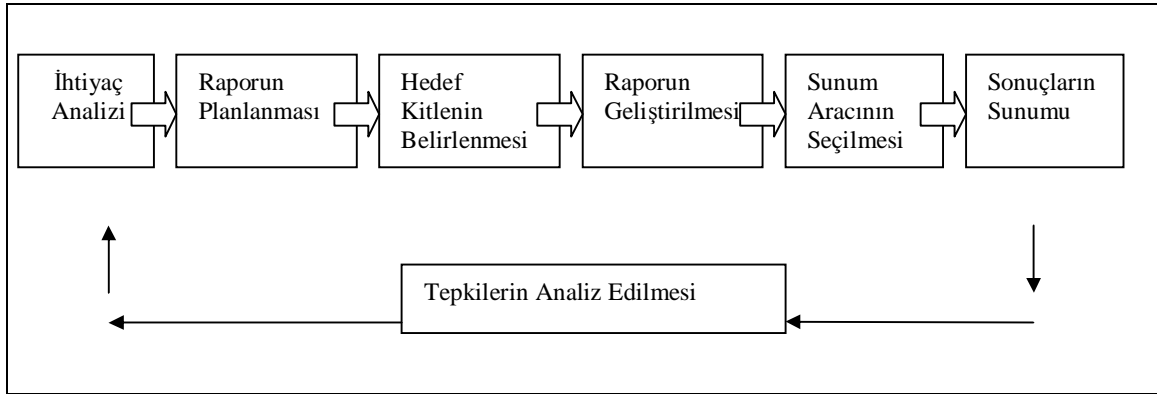 İhtiyaç
Analizi
Raporun
Planlanması
Hedef
Kitlenin
Belirlenmesi
Raporun
Geliştirilmesi
Sunum
Aracının
Seçilmesi
Sonuçların
Sunumu
Tepkilerin Analiz Edilmesi